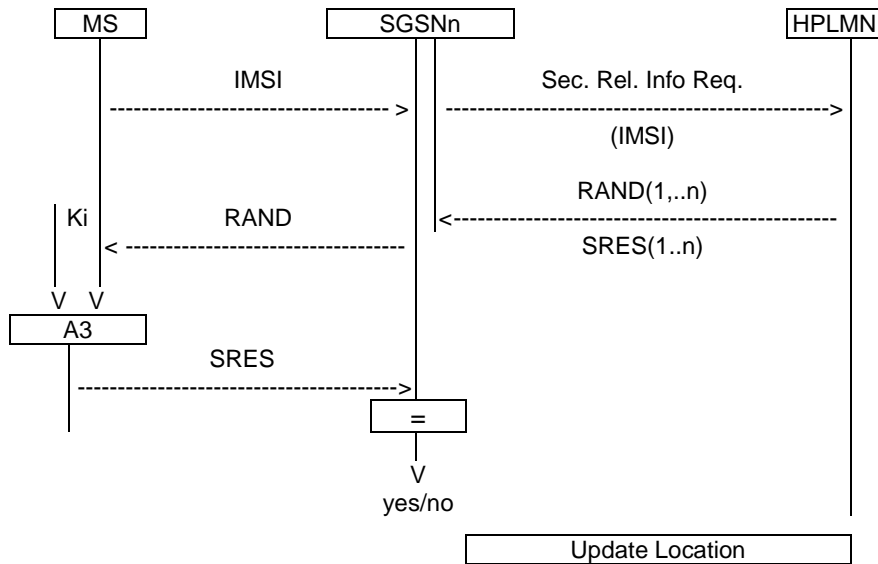 MS SGSNn HPLMN
IMSI Sec. Rel. Info Req.
-------------------------------- > ---------------------------------------------->
(IMSI)
RAND(1,..n)
Ki RAND <----------------------------------------------
< --------------------------------
SRES(1..n)
V V
A3
SRES
-------------------------------------->
=
V
yes/no
Update Location